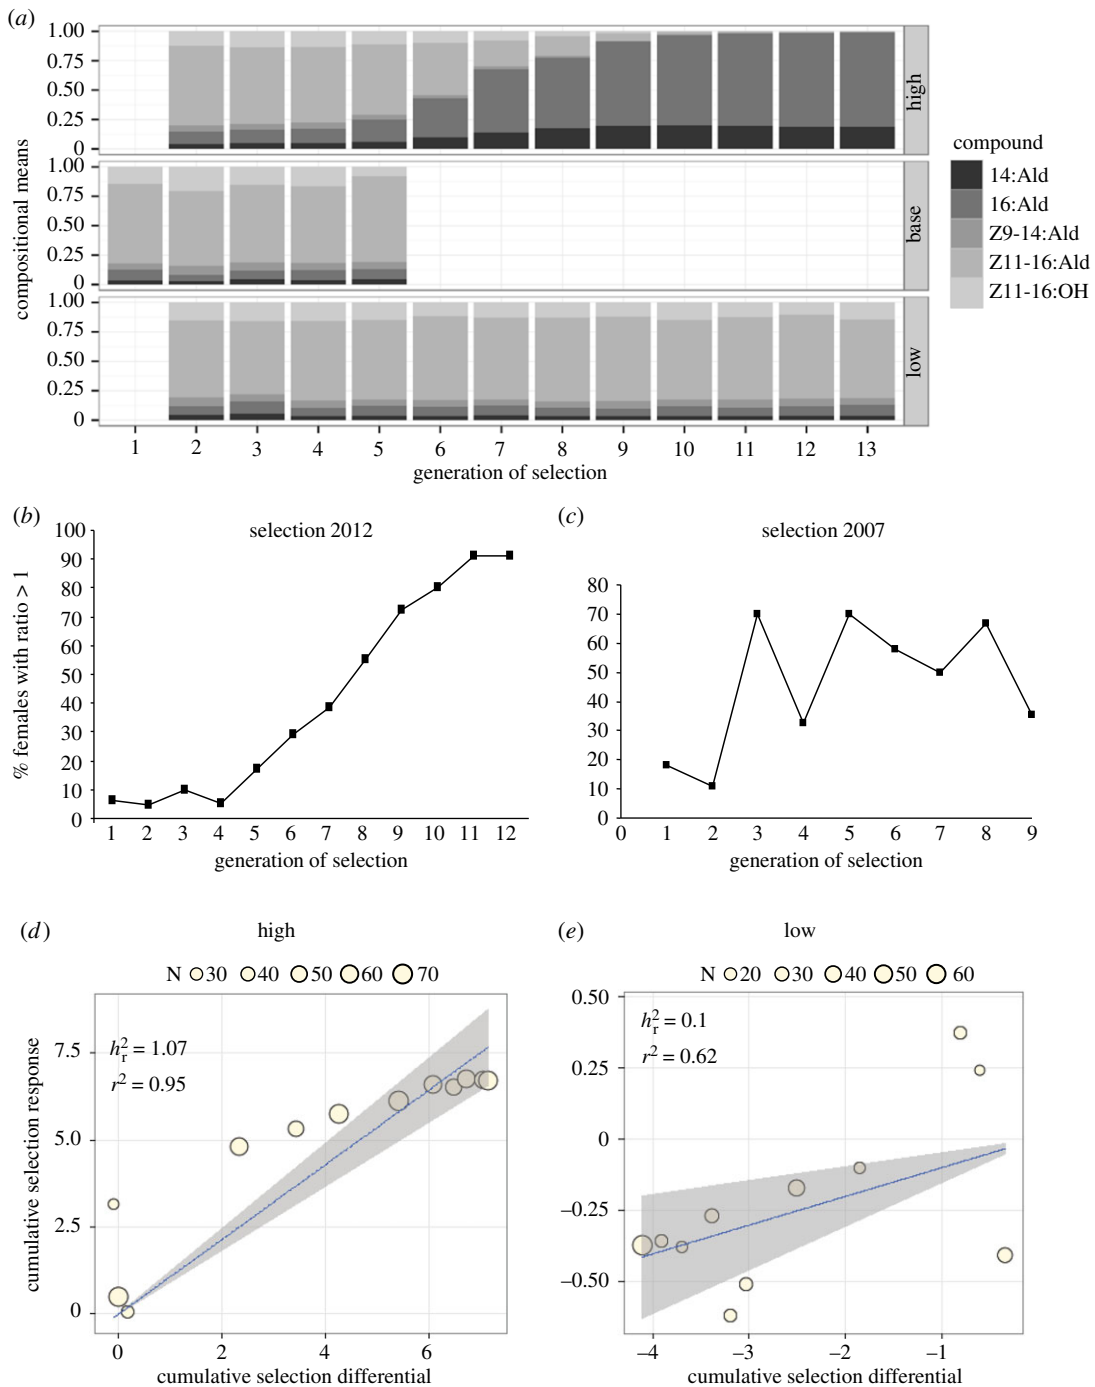 (a)
compositional means
1.00
0.75
0.50
0.25
0
high
1.00
0.75
0.50
0.25
0
base
1.00
0.75
0.50
0.25
0
low
1 2 3 4 5 6 7 8 9 10 11 12 13
generation of selection
compound
14:Ald
16:Ald
Z9-14:Ald
Z11-16:Ald
Z11-16:OH
(b)
selection 2012
% females with ratio > 1
100
90
80
70
60
50
40
30
20
10
0
1 2 3 4 5 6 7 8 9 10 11 12
generation of selection
(c)
selection 2007
80
70
60
50
40
30
20
10
0
0 1 2 3 4 5 6 7 8 9
generation of selection
(d)
high
N 30 40 50 60 70
h²r = 1.07
r² = 0.95
cumulative selection response
7.5
5.0
2.5
0
0 2 4 6
cumulative selection differential
(e)
low
N 20 30 40 50 60
h²r = 0.1
r² = 0.62
0.50
0.25
0
–0.25
–0.50
–4 –3 –2 –1
cumulative selection differential